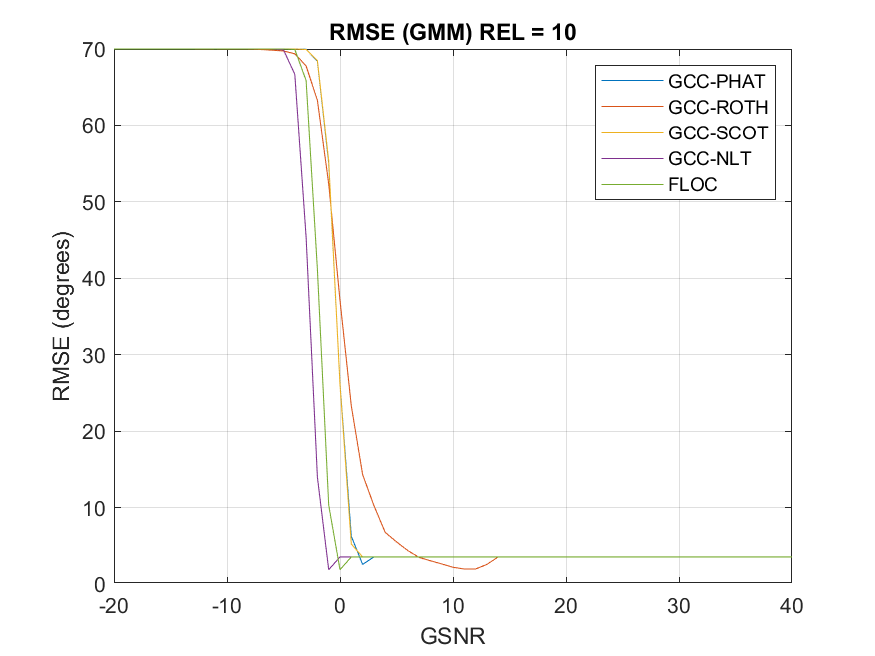 RMSE (GMM) REL = 10
70
60
50
40
30
20
10
0
RMSE (degrees)
-20
-10
0
10
20
30
40
GSNR
GCC-PHAT
GCC-ROTH
GCC-SCOT
GCC-NLT
FLOC